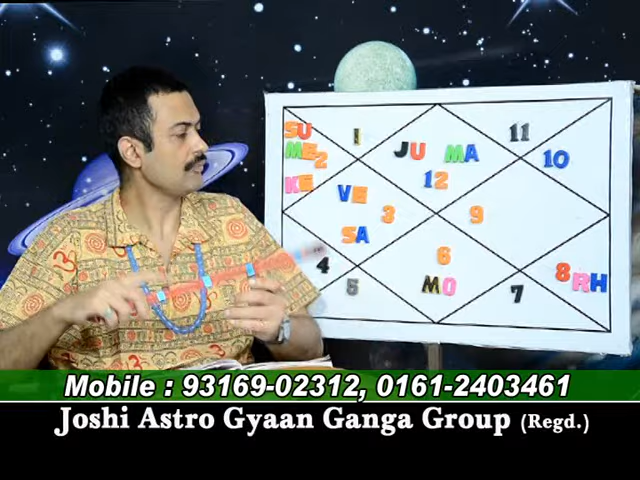 SU 1 JU MA 11
ME 2 12 10
KE VE 3 9
SA
4 5 6 MO 7 8 RH
Mobile : 93169-02312, 0161-2403461
Joshi Astro Gyaan Ganga Group (Regd.)